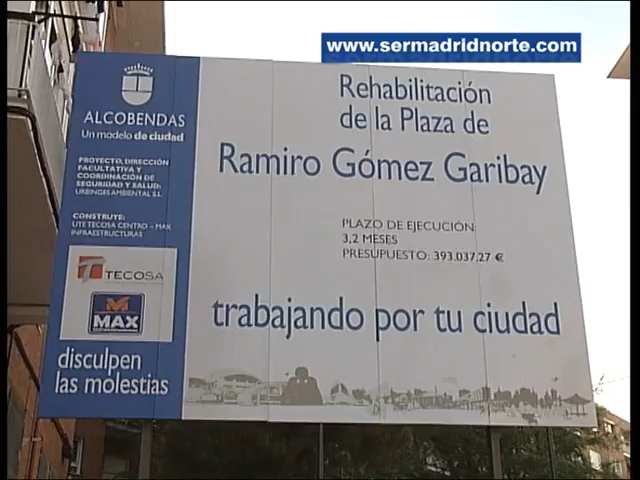 www.sermadridnorte.com
ALCOBENDAS
Un modelo de ciudad
PROYECTO, DIRECCIÓN
FACULTATIVA Y
COORDINACIÓN DE
SEGURIDAD Y SALUD:
URBINGES AMBIENTAL S.L.
CONSTRUYE:
UTE TECOSA CENTRO - MAX
INFRAESTRUCTURAS
TECOSA
MAX
disculpen
las molestias
Rehabilitación
de la Plaza de
Ramiro Gómez Garibay
PLAZO DE EJECUCIÓN:
3,2 MESES
PRESUPUESTO: 393.037,27 €
trabajando por tu ciudad